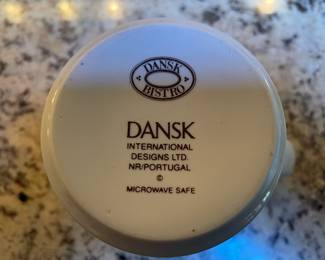 DANSK
BISTRO
DANSK
INTERNATIONAL
DESIGNS LTD.
NR/PORTUGAL
©
MICROWAVE SAFE